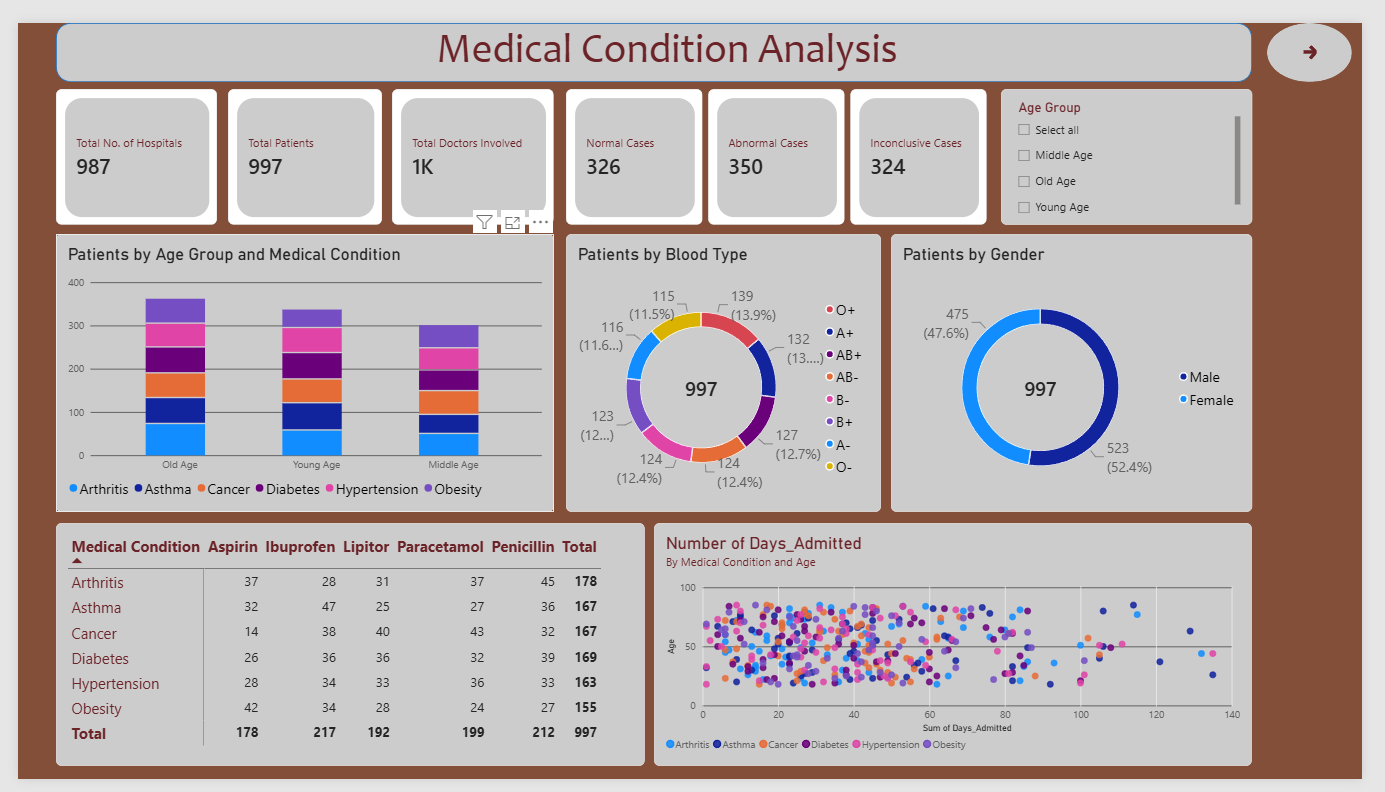 Medical Condition Analysis
Total No. of Hospitals
987
Total Patients
997
Total Doctors Involved
1K
Normal Cases
326
Abnormal Cases
350
Inconclusive Cases
324
Age Group
Select all
Middle Age
Old Age
Young Age
Patients by Age Group and Medical Condition
400
300
200
100
0
Old Age Young Age Middle Age
Arthritis Asthma Cancer Diabetes Hypertension Obesity
Patients by Blood Type
139
(13.9%)
132
(13....)
127
(12.7%)
124
(12.4%)
124
(12.4%)
123
(12...)
116
(11.6...)
115
(11.5%)
997
O+
A+
AB+
AB-
B-
B+
A-
O-
Patients by Gender
475
(47.6%)
997
523
(52.4%)
Male
Female
Medical Condition Aspirin Ibuprofen Lipitor Paracetamol Penicillin Total
Arthritis 37 28 31 37 45 178
Asthma 32 47 25 27 36 167
Cancer 14 38 40 43 32 167
Diabetes 26 36 36 32 39 169
Hypertension 28 34 33 36 33 163
Obesity 42 34 28 24 27 155
Total 178 217 192 199 212 997
Number of Days_Admitted
By Medical Condition and Age
Age
100
50
0
0 20 40 60 80 100 120 140
Sum of Days_Admitted
Arthritis Asthma Cancer Diabetes Hypertension Obesity